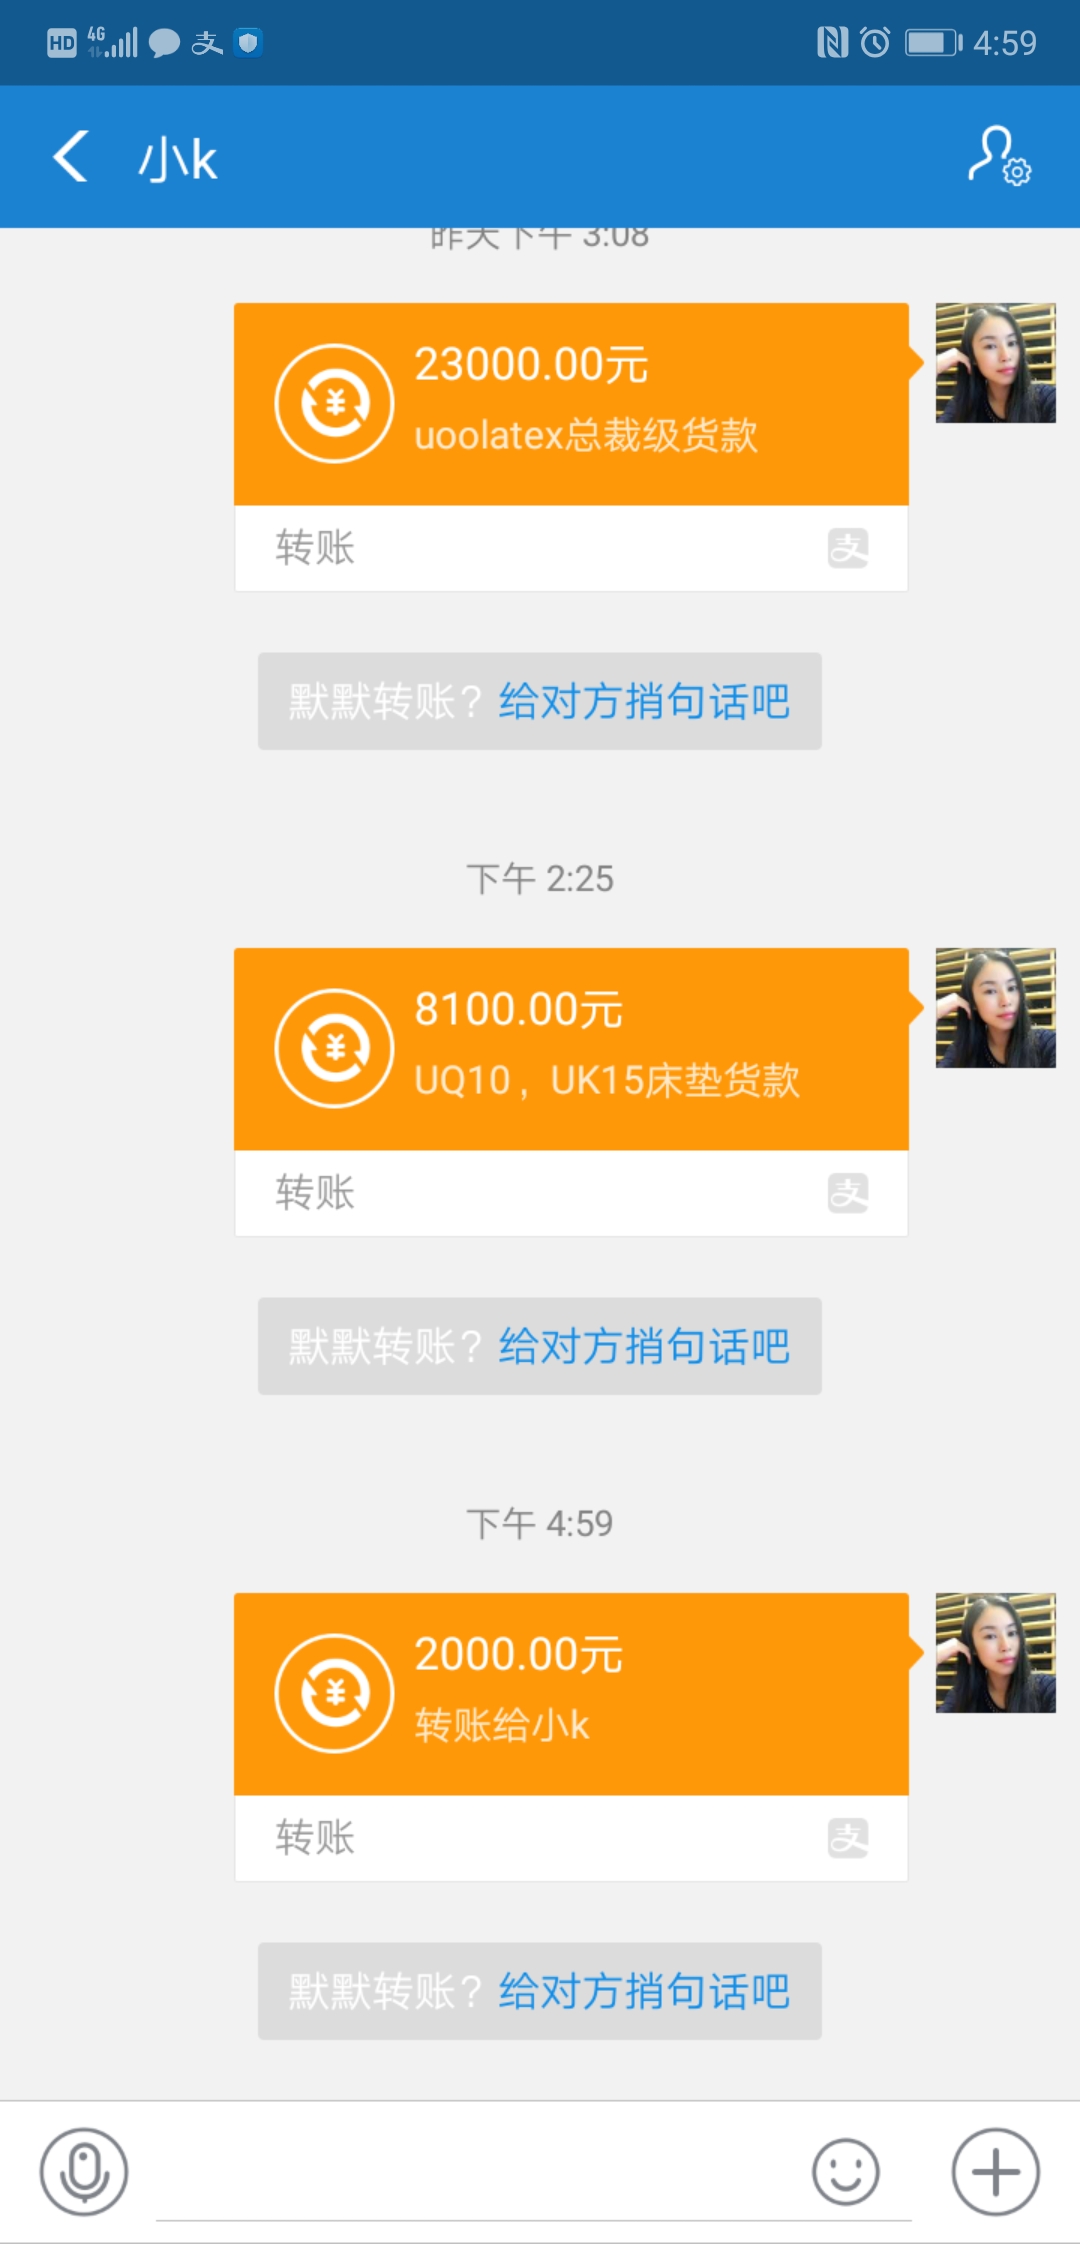 HD 4G 支 4:59
小k
昨天下午 3:08
23000.00元
uoolatex总裁级货款
转账 支
默默转账？给对方捎句话吧
下午 2:25
8100.00元
UQ10，UK15床垫货款
转账 支
默默转账？给对方捎句话吧
下午 4:59
2000.00元
转账给小k
转账 支
默默转账？给对方捎句话吧